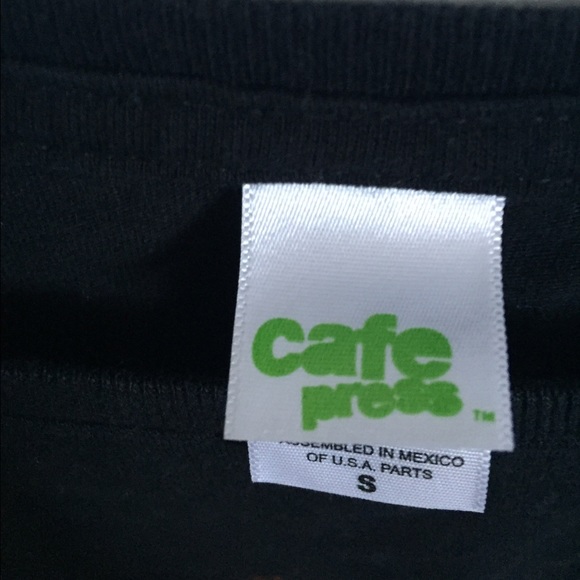 cafe
press
TM
ASSEMBLED IN MEXICO
OF U.S.A. PARTS
S